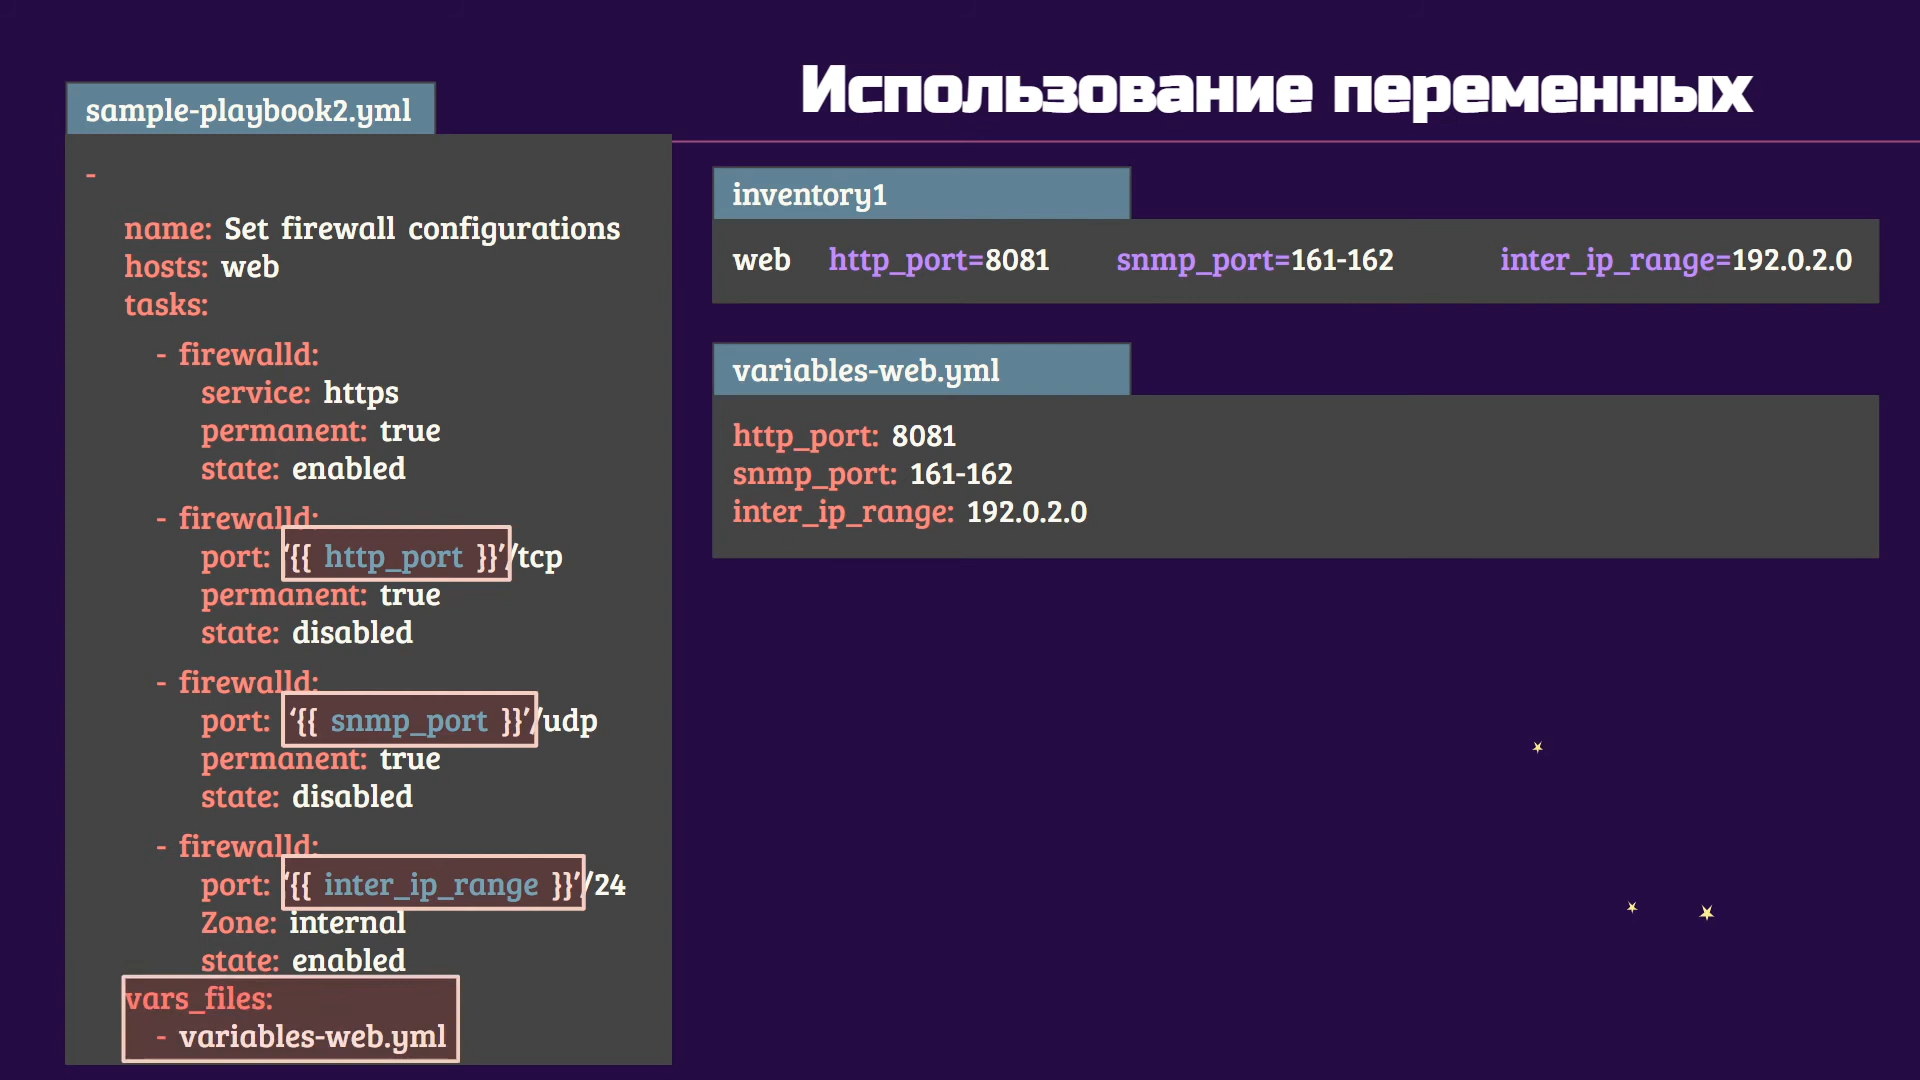 Использование переменных
sample-playbook2.yml
-
name: Set firewall configurations
hosts: web
tasks:
- firewalld:
service: https
permanent: true
state: enabled
- firewalld:
port: ‘{{ http_port }}’/tcp
permanent: true
state: disabled
- firewalld:
port: ‘{{ snmp_port }}’/udp
permanent: true
state: disabled
- firewalld:
port: ‘{{ inter_ip_range }}’/24
Zone: internal
state: enabled
vars_files:
- variables-web.yml
inventory1
web http_port=8081 snmp_port=161-162 inter_ip_range=192.0.2.0
variables-web.yml
http_port: 8081
snmp_port: 161-162
inter_ip_range: 192.0.2.0